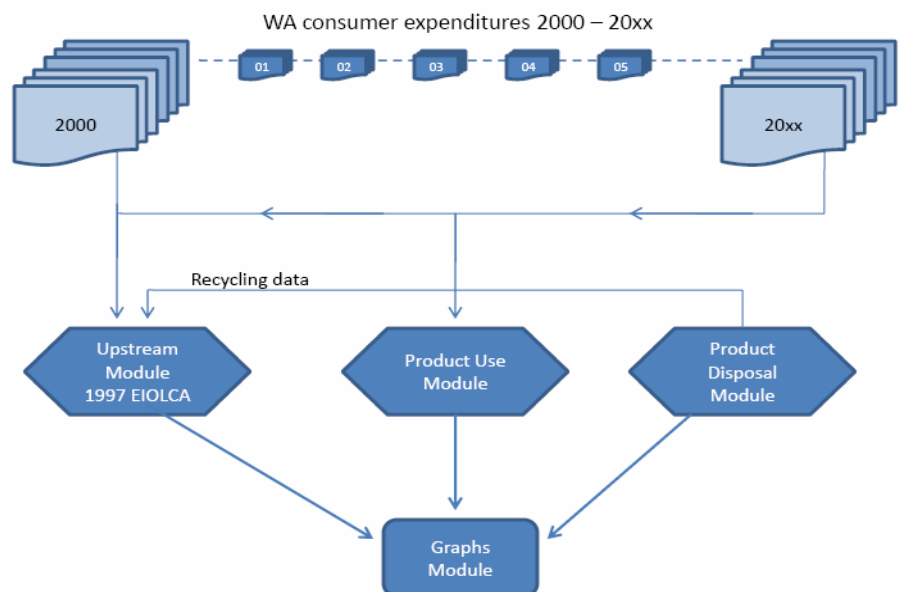 WA consumer expenditures 2000 – 20xx
01
02
03
04
05
2000
20xx
Recycling data
Upstream
Module
1997 EIOLCA
Product Use
Module
Product
Disposal
Module
Graphs
Module